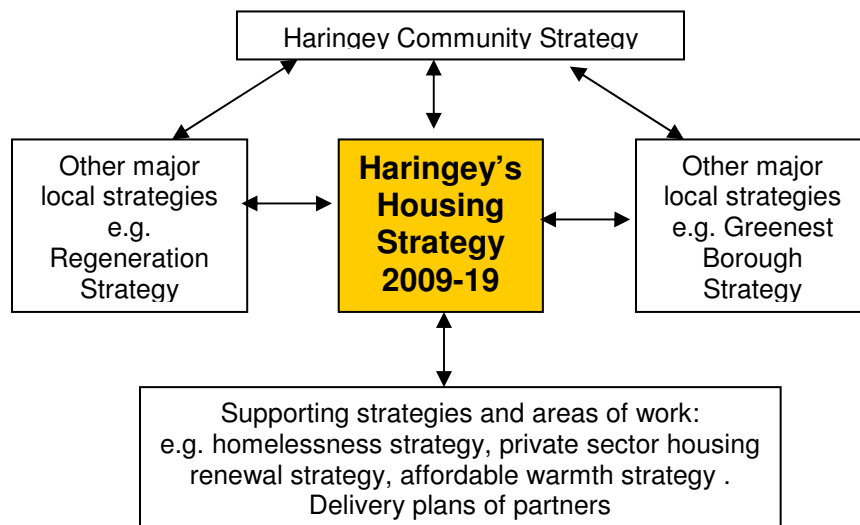 Haringey Community Strategy
Other major
local strategies
e.g.
Regeneration
Strategy
Haringey’s
Housing
Strategy
2009-19
Other major
local strategies
e.g. Greenest
Borough
Strategy
Supporting strategies and areas of work:
e.g. homelessness strategy, private sector housing
renewal strategy, affordable warmth strategy .
Delivery plans of partners